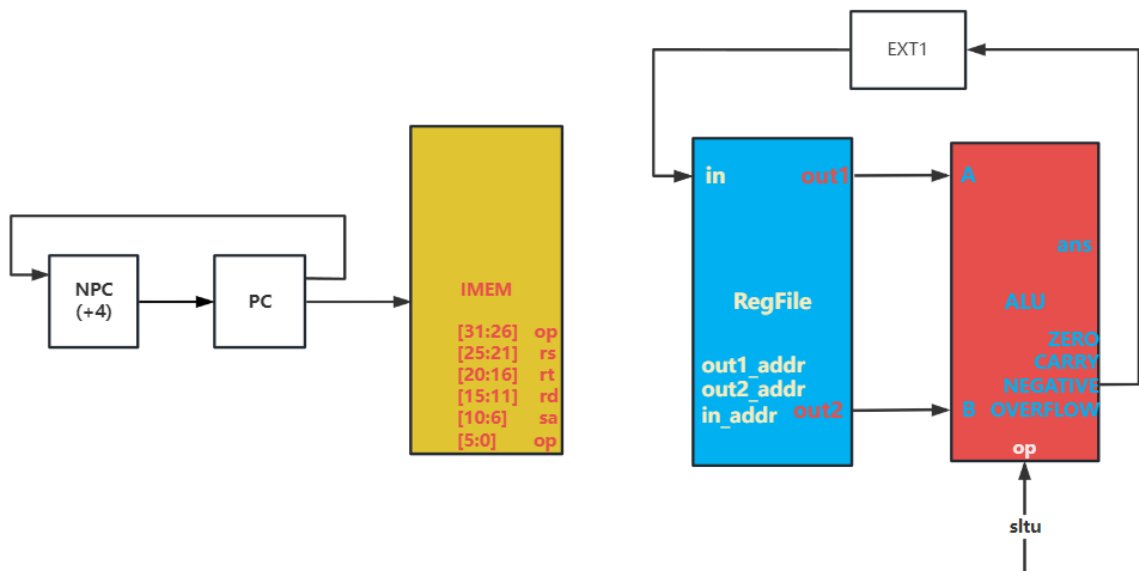 EXT1
NPC
(+4)
PC
IMEM
[31:26] op
[25:21] rs
[20:16] rt
[15:11] rd
[10:6] sa
[5:0] op
in
out1
RegFile
out1_addr
out2_addr
in_addr
out2
A
ans
ALU
ZERO
CARRY
NEGATIVE
B OVERFLOW
op
sltu